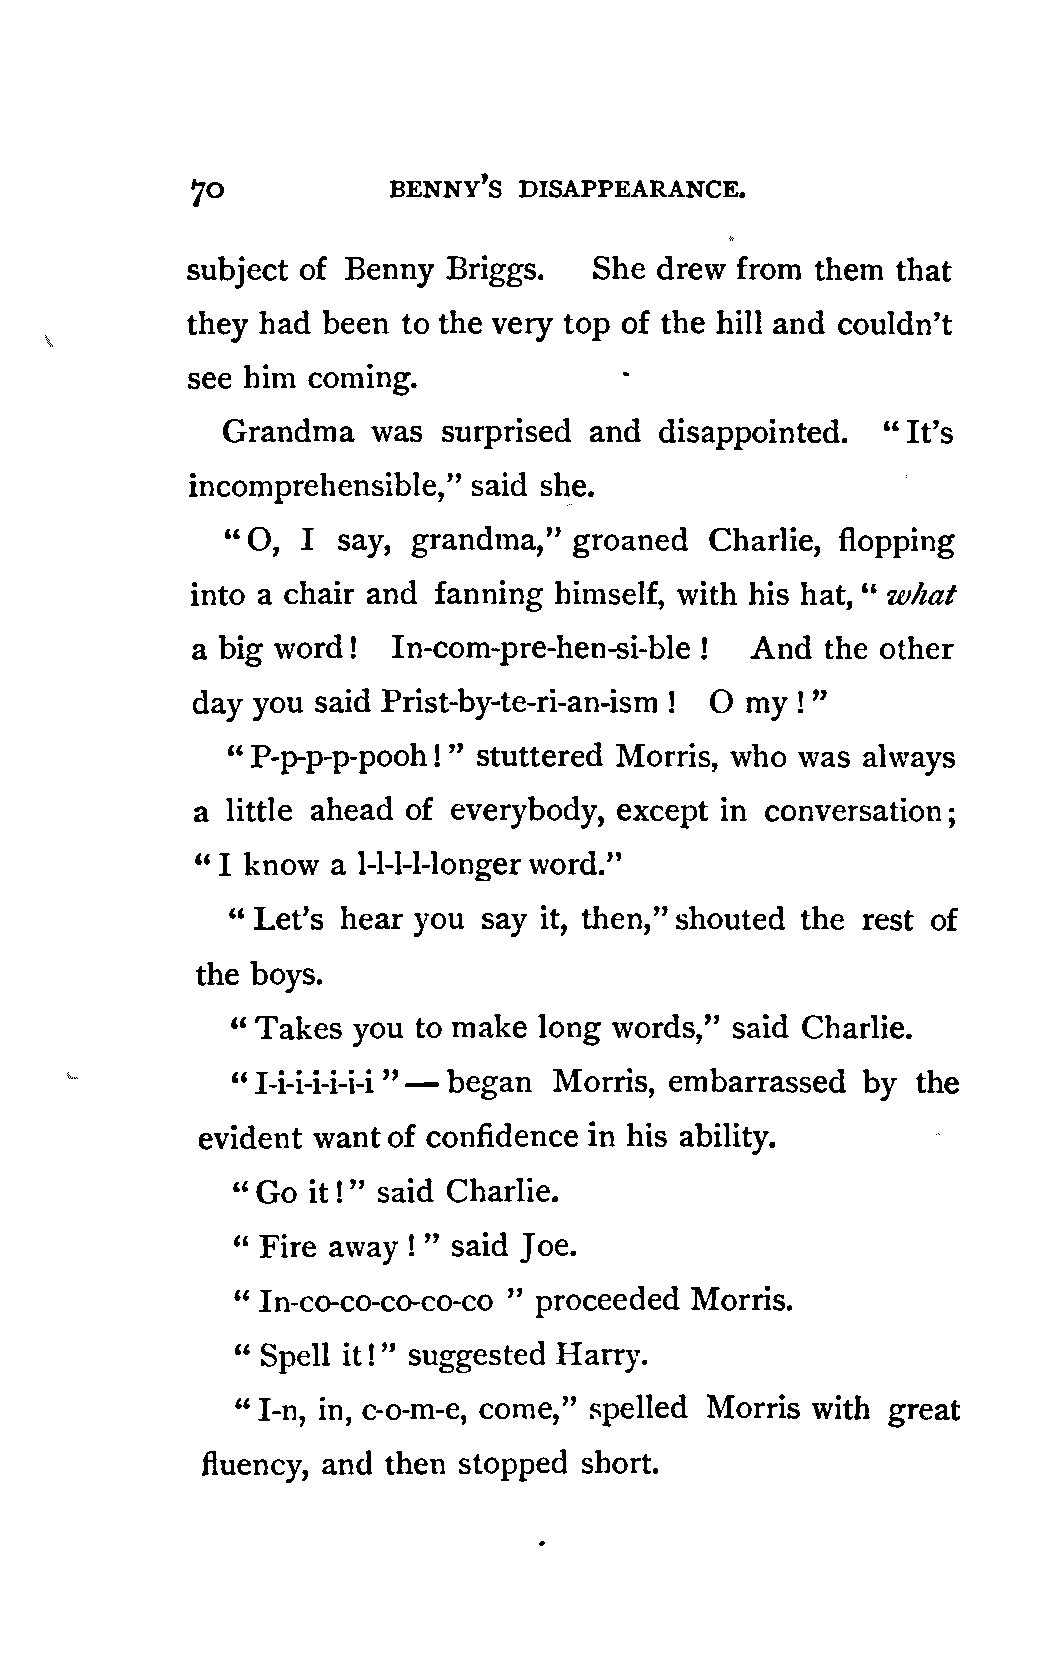 70 BENNY'S DISAPPEARANCE.
subject of Benny Briggs. She drew from them that
they had been to the very top of the hill and couldn't
see him coming.
Grandma was surprised and disappointed. "It's
incomprehensible," said she.
"O, I say, grandma," groaned Charlie, flopping
into a chair and fanning himself, with his hat, "what
a big word! In-com-pre-hen-si-ble! And the other
day you said Prist-by-te-ri-an-ism! O my!"
"P-p-p-p-pooh!" stuttered Morris, who was always
a little ahead of everybody, except in conversation;
"I know a l-l-l-l-longer word."
"Let's hear you say it, then," shouted the rest of
the boys.
"Takes you to make long words," said Charlie.
"I-i-i-i-i-i-i"—began Morris, embarrassed by the
evident want of confidence in his ability.
"Go it!" said Charlie.
"Fire away!" said Joe.
"In-co-co-co-co-co" proceeded Morris.
"Spell it!" suggested Harry.
"I-n, in, c-o-m-e, come," spelled Morris with great
fluency, and then stopped short.